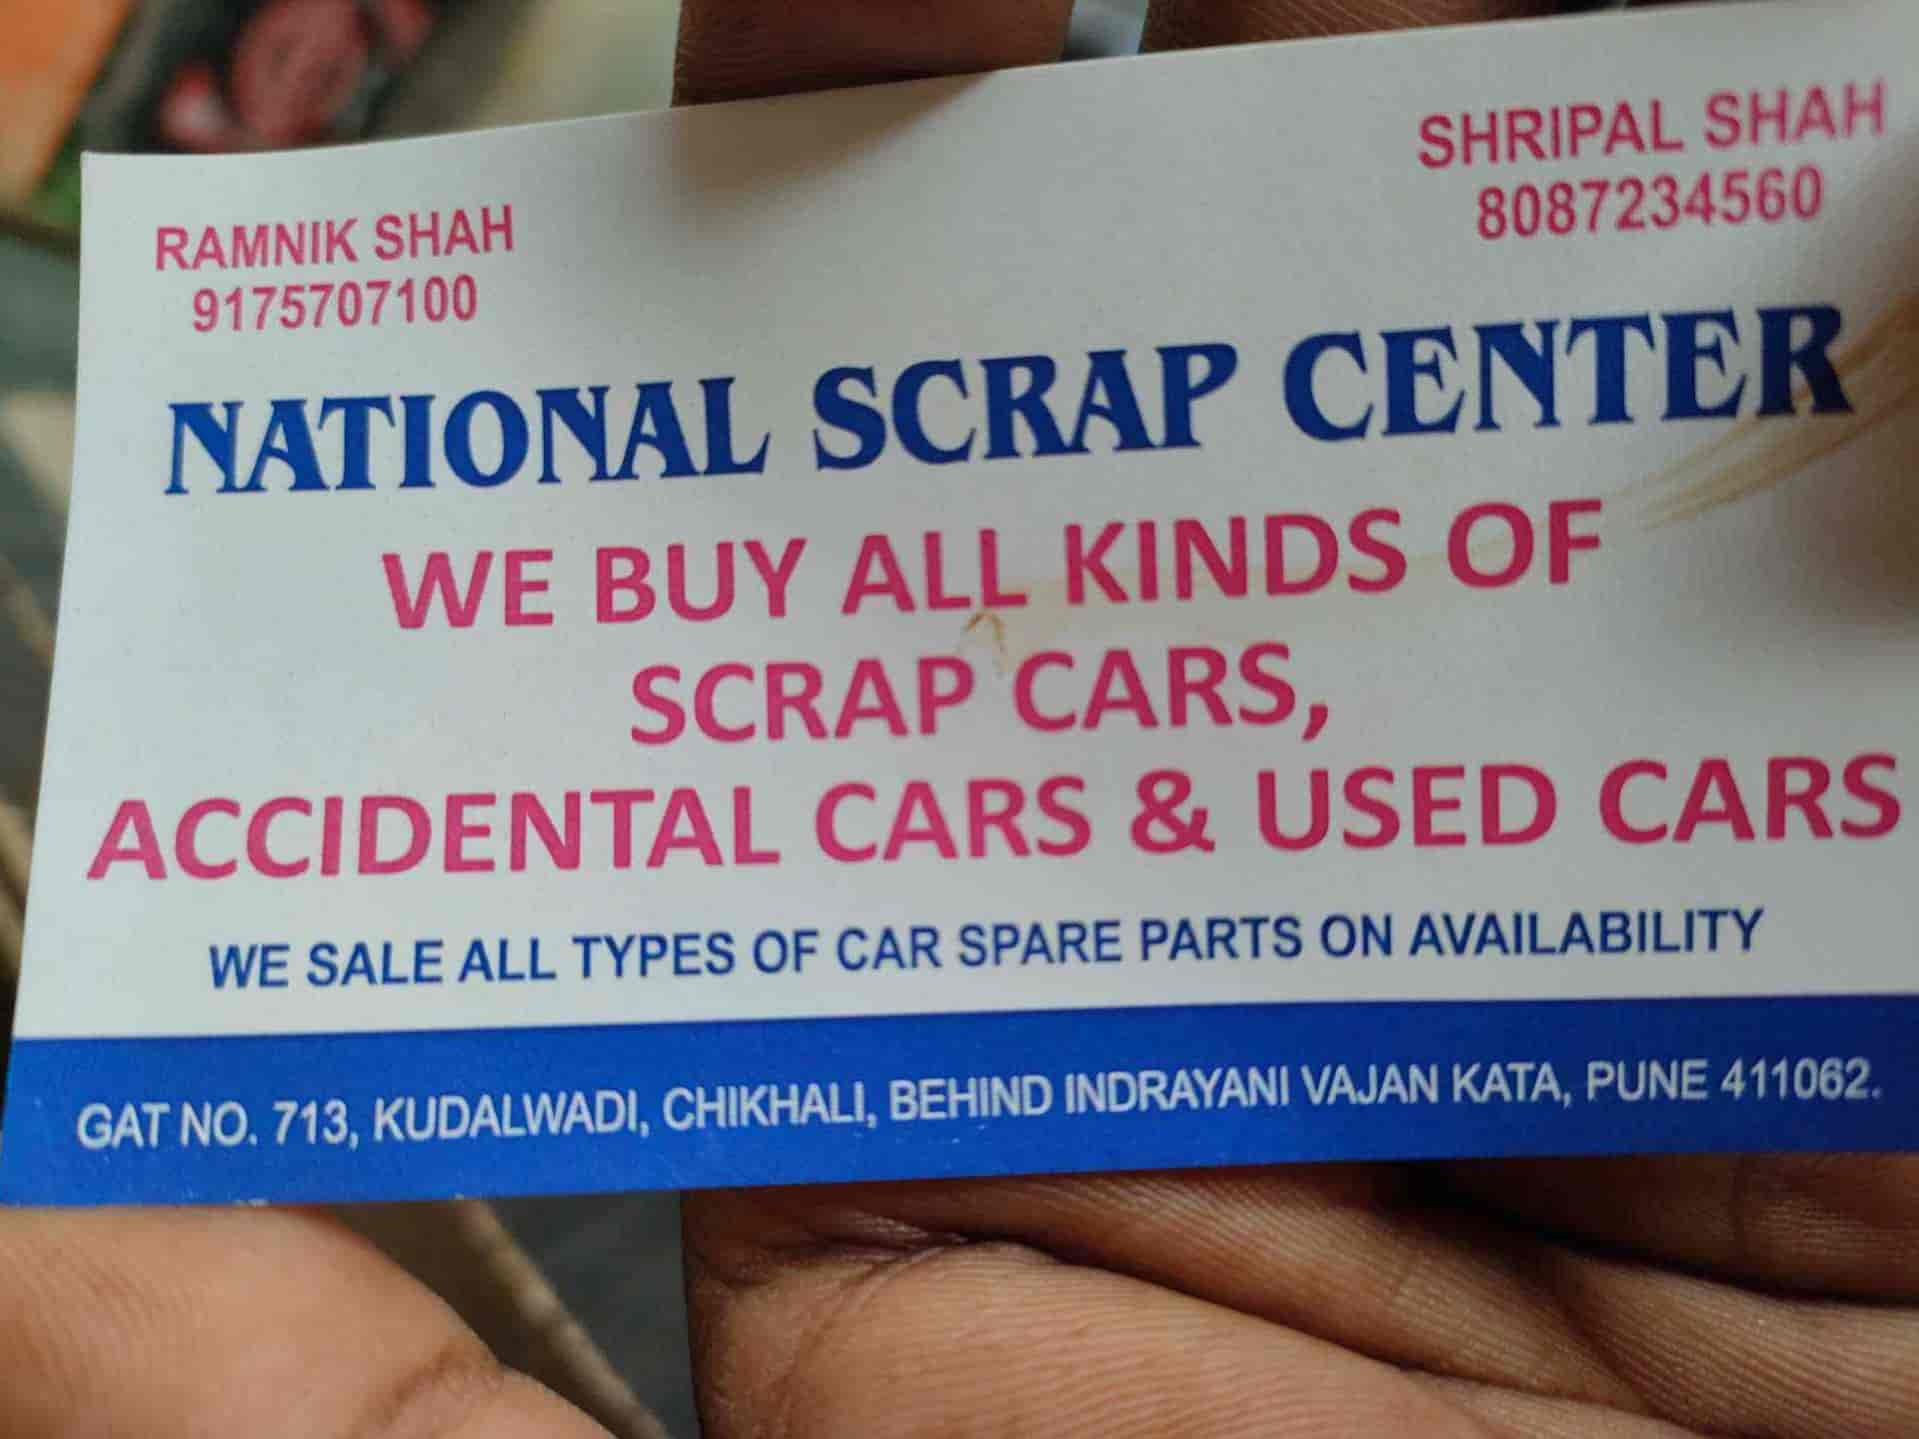 RAMNIK SHAH
9175707100
SHRIPAL SHAH
8087234560
NATIONAL SCRAP CENTER
WE BUY ALL KINDS OF
SCRAP CARS,
ACCIDENTAL CARS & USED CARS
WE SALE ALL TYPES OF CAR SPARE PARTS ON AVAILABILITY
GAT NO. 713, KUDALWADI, CHIKHALI, BEHIND INDRAYANI VAJAN KATA, PUNE 411062.